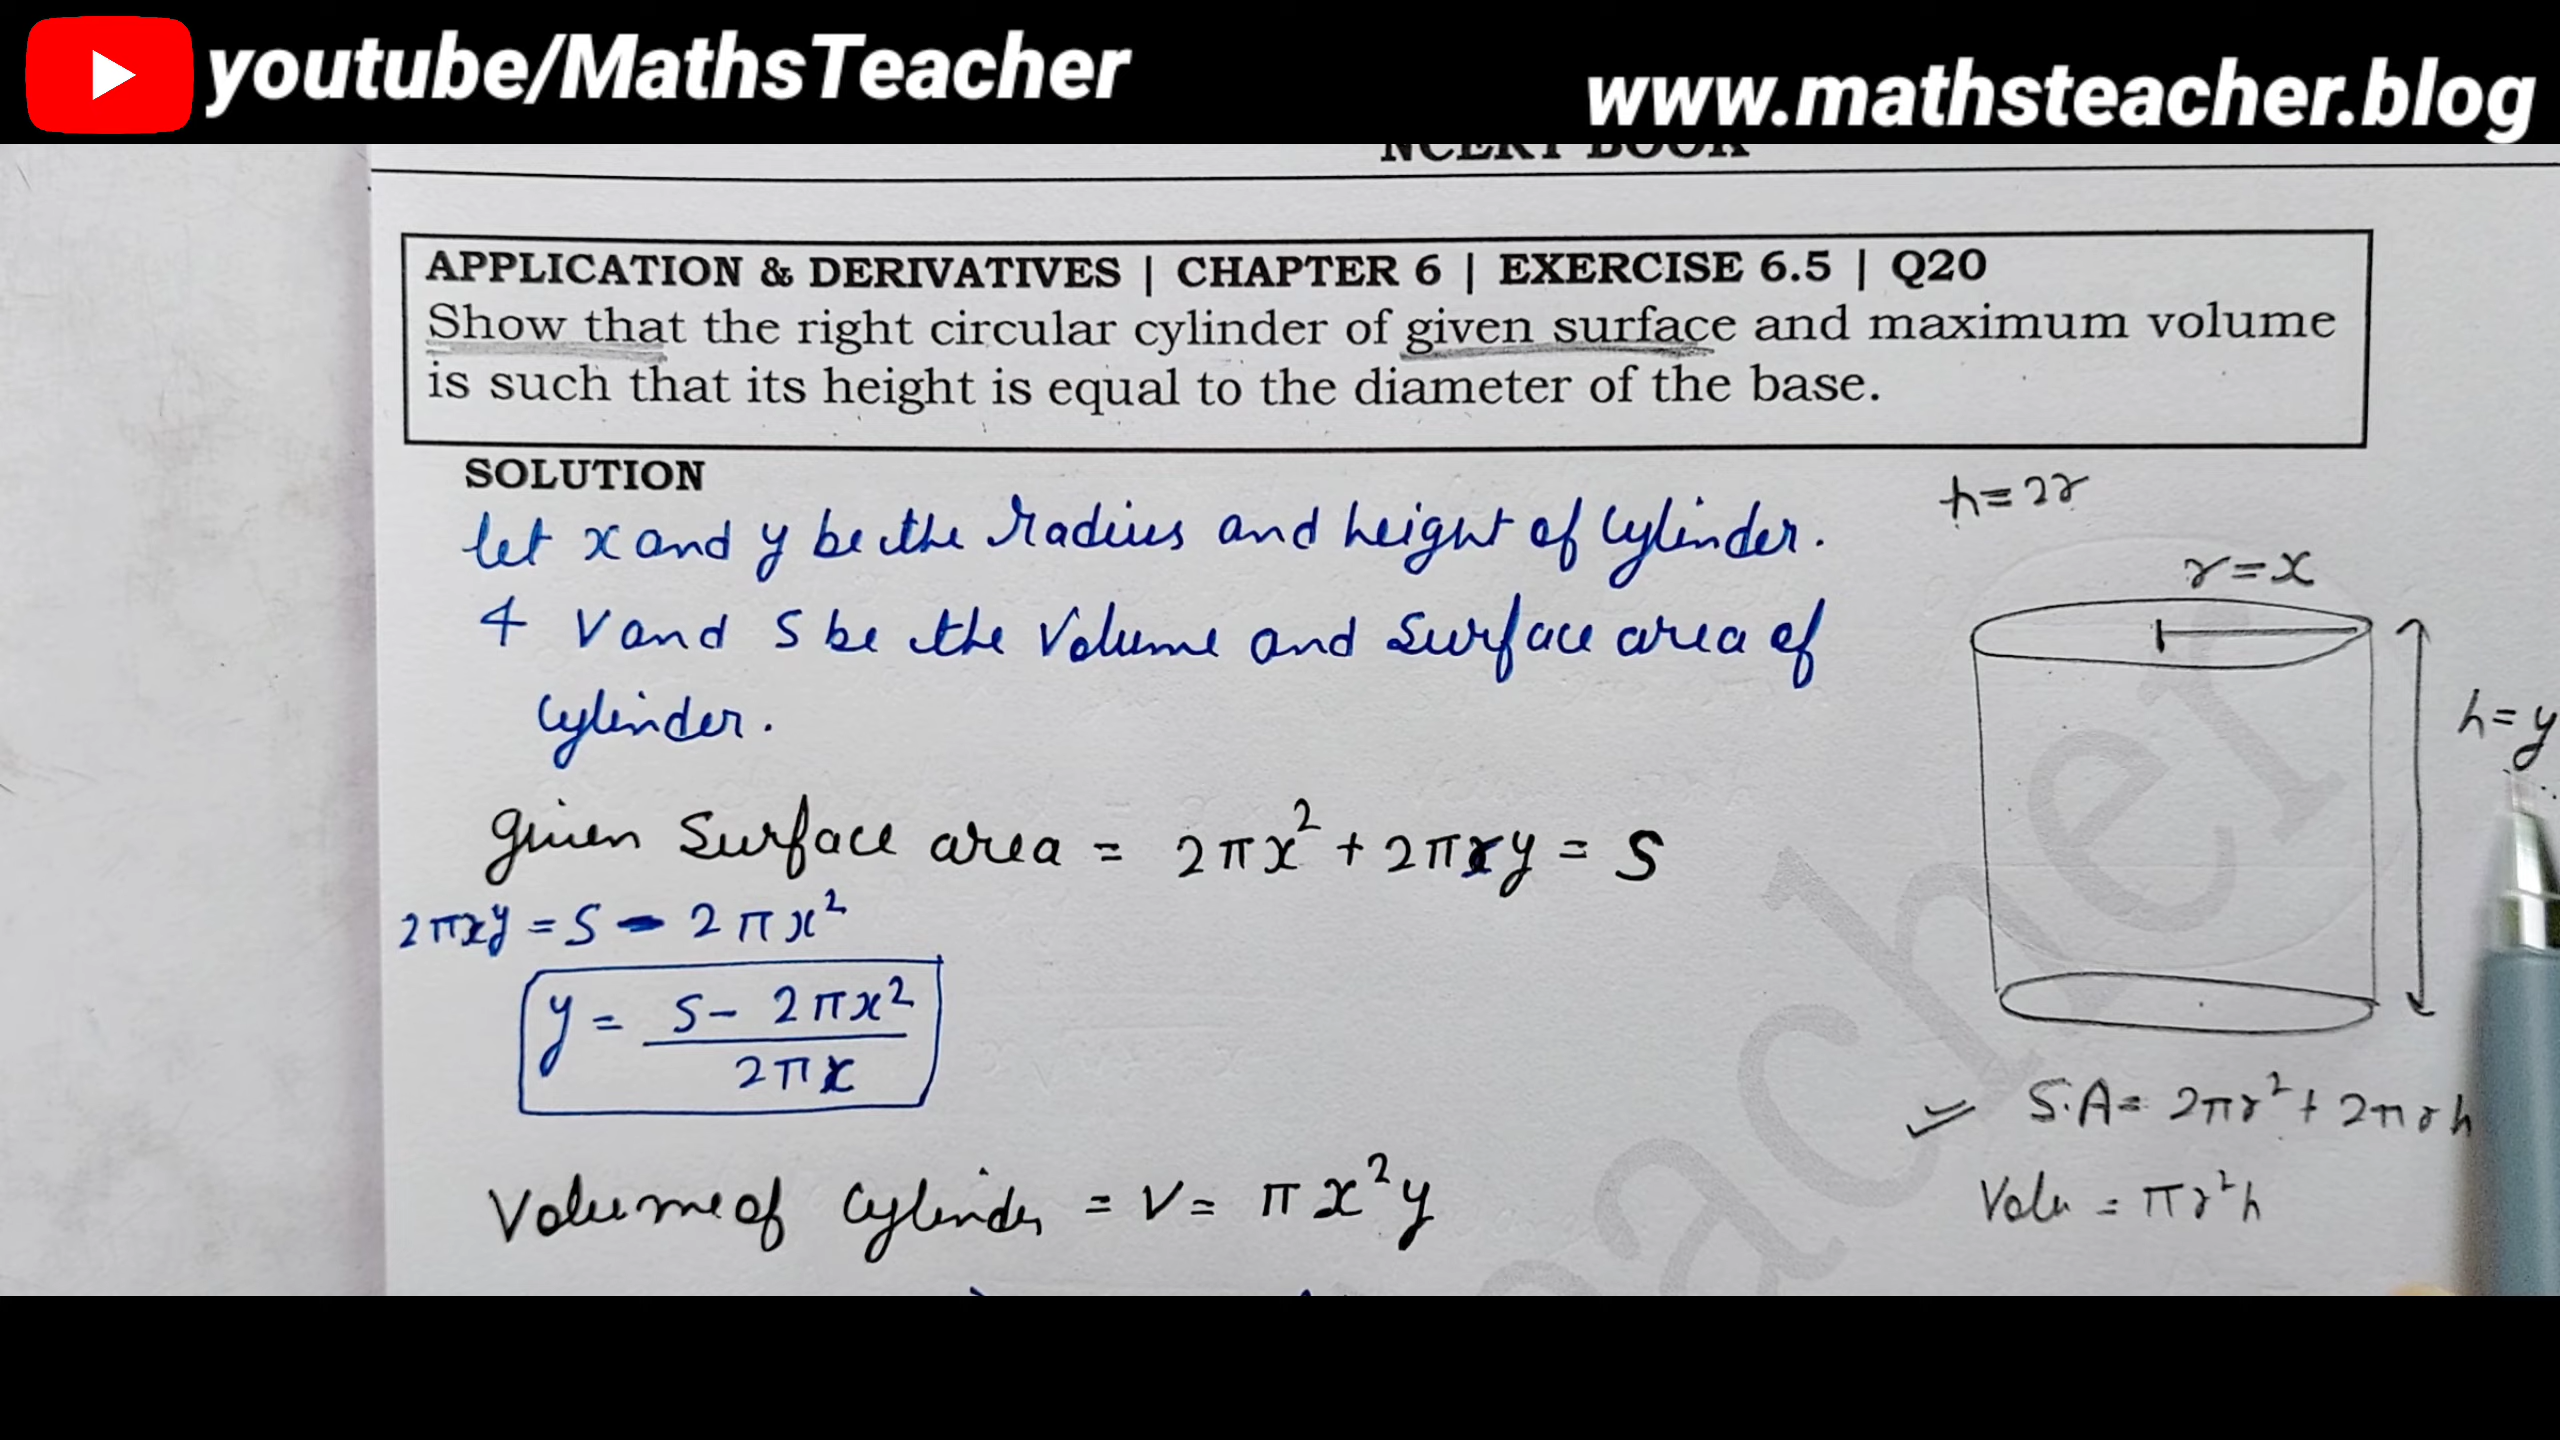 youtube/MathsTeacher
www.mathsteacher.blog
NCERT BOOK
APPLICATION & DERIVATIVES | CHAPTER 6 | EXERCISE 6.5 | Q20
Show that the right circular cylinder of given surface and maximum volume
is such that its height is equal to the diameter of the base.
SOLUTION
let x and y be the radius and height of cylinder.
& V and S be the volume and surface area of
cylinder.
given surface area = 2πx² + 2πxy = S
2πxy = S - 2πx²
y = S - 2πx² / 2πx
Volume of cylinder = V = πx²y
h = 2r
r = x
h = y
S.A = 2πr² + 2πrh
Volu = πr²h
acher